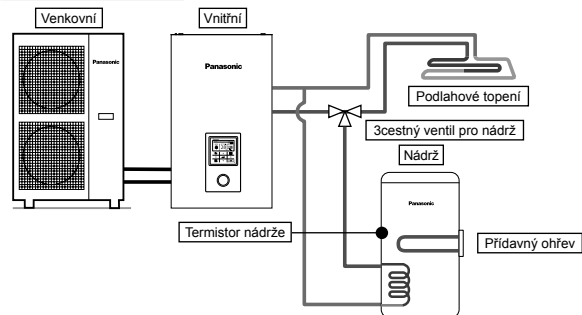 Venkovní
Vnitřní
Panasonic
Panasonic
Podlahové topení
3cestný ventil pro nádrž
Nádrž
Panasonic
Termistor nádrže
Přídavný ohřev